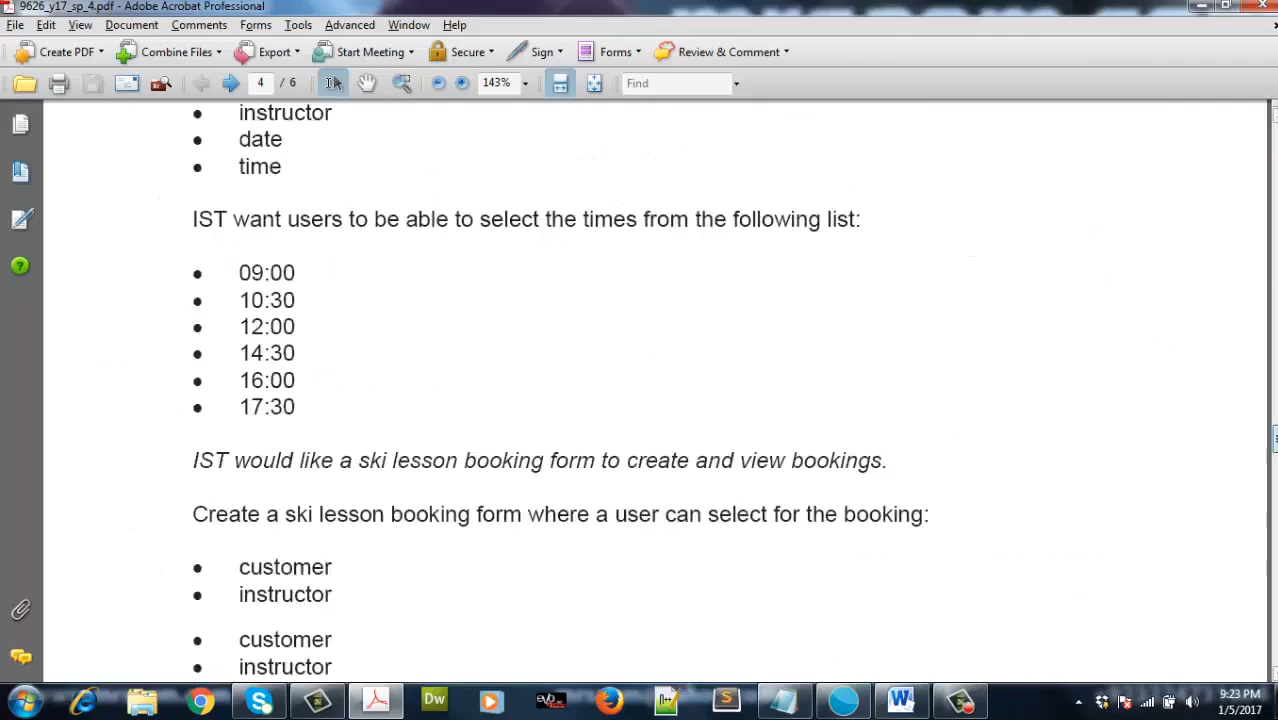 9626_y17_sp_4.pdf - Adobe Acrobat Professional
File Edit View Document Comments Forms Tools Advanced Window Help
Create PDF Combine Files Export Start Meeting Secure Sign Forms Review & Comment
4 / 6 143% Find
• instructor
• date
• time
IST want users to be able to select the times from the following list:
• 09:00
• 10:30
• 12:00
• 14:30
• 16:00
• 17:30
IST would like a ski lesson booking form to create and view bookings.
Create a ski lesson booking form where a user can select for the booking:
• customer
• instructor
• customer
• instructor
9:23 PM
1/5/2017